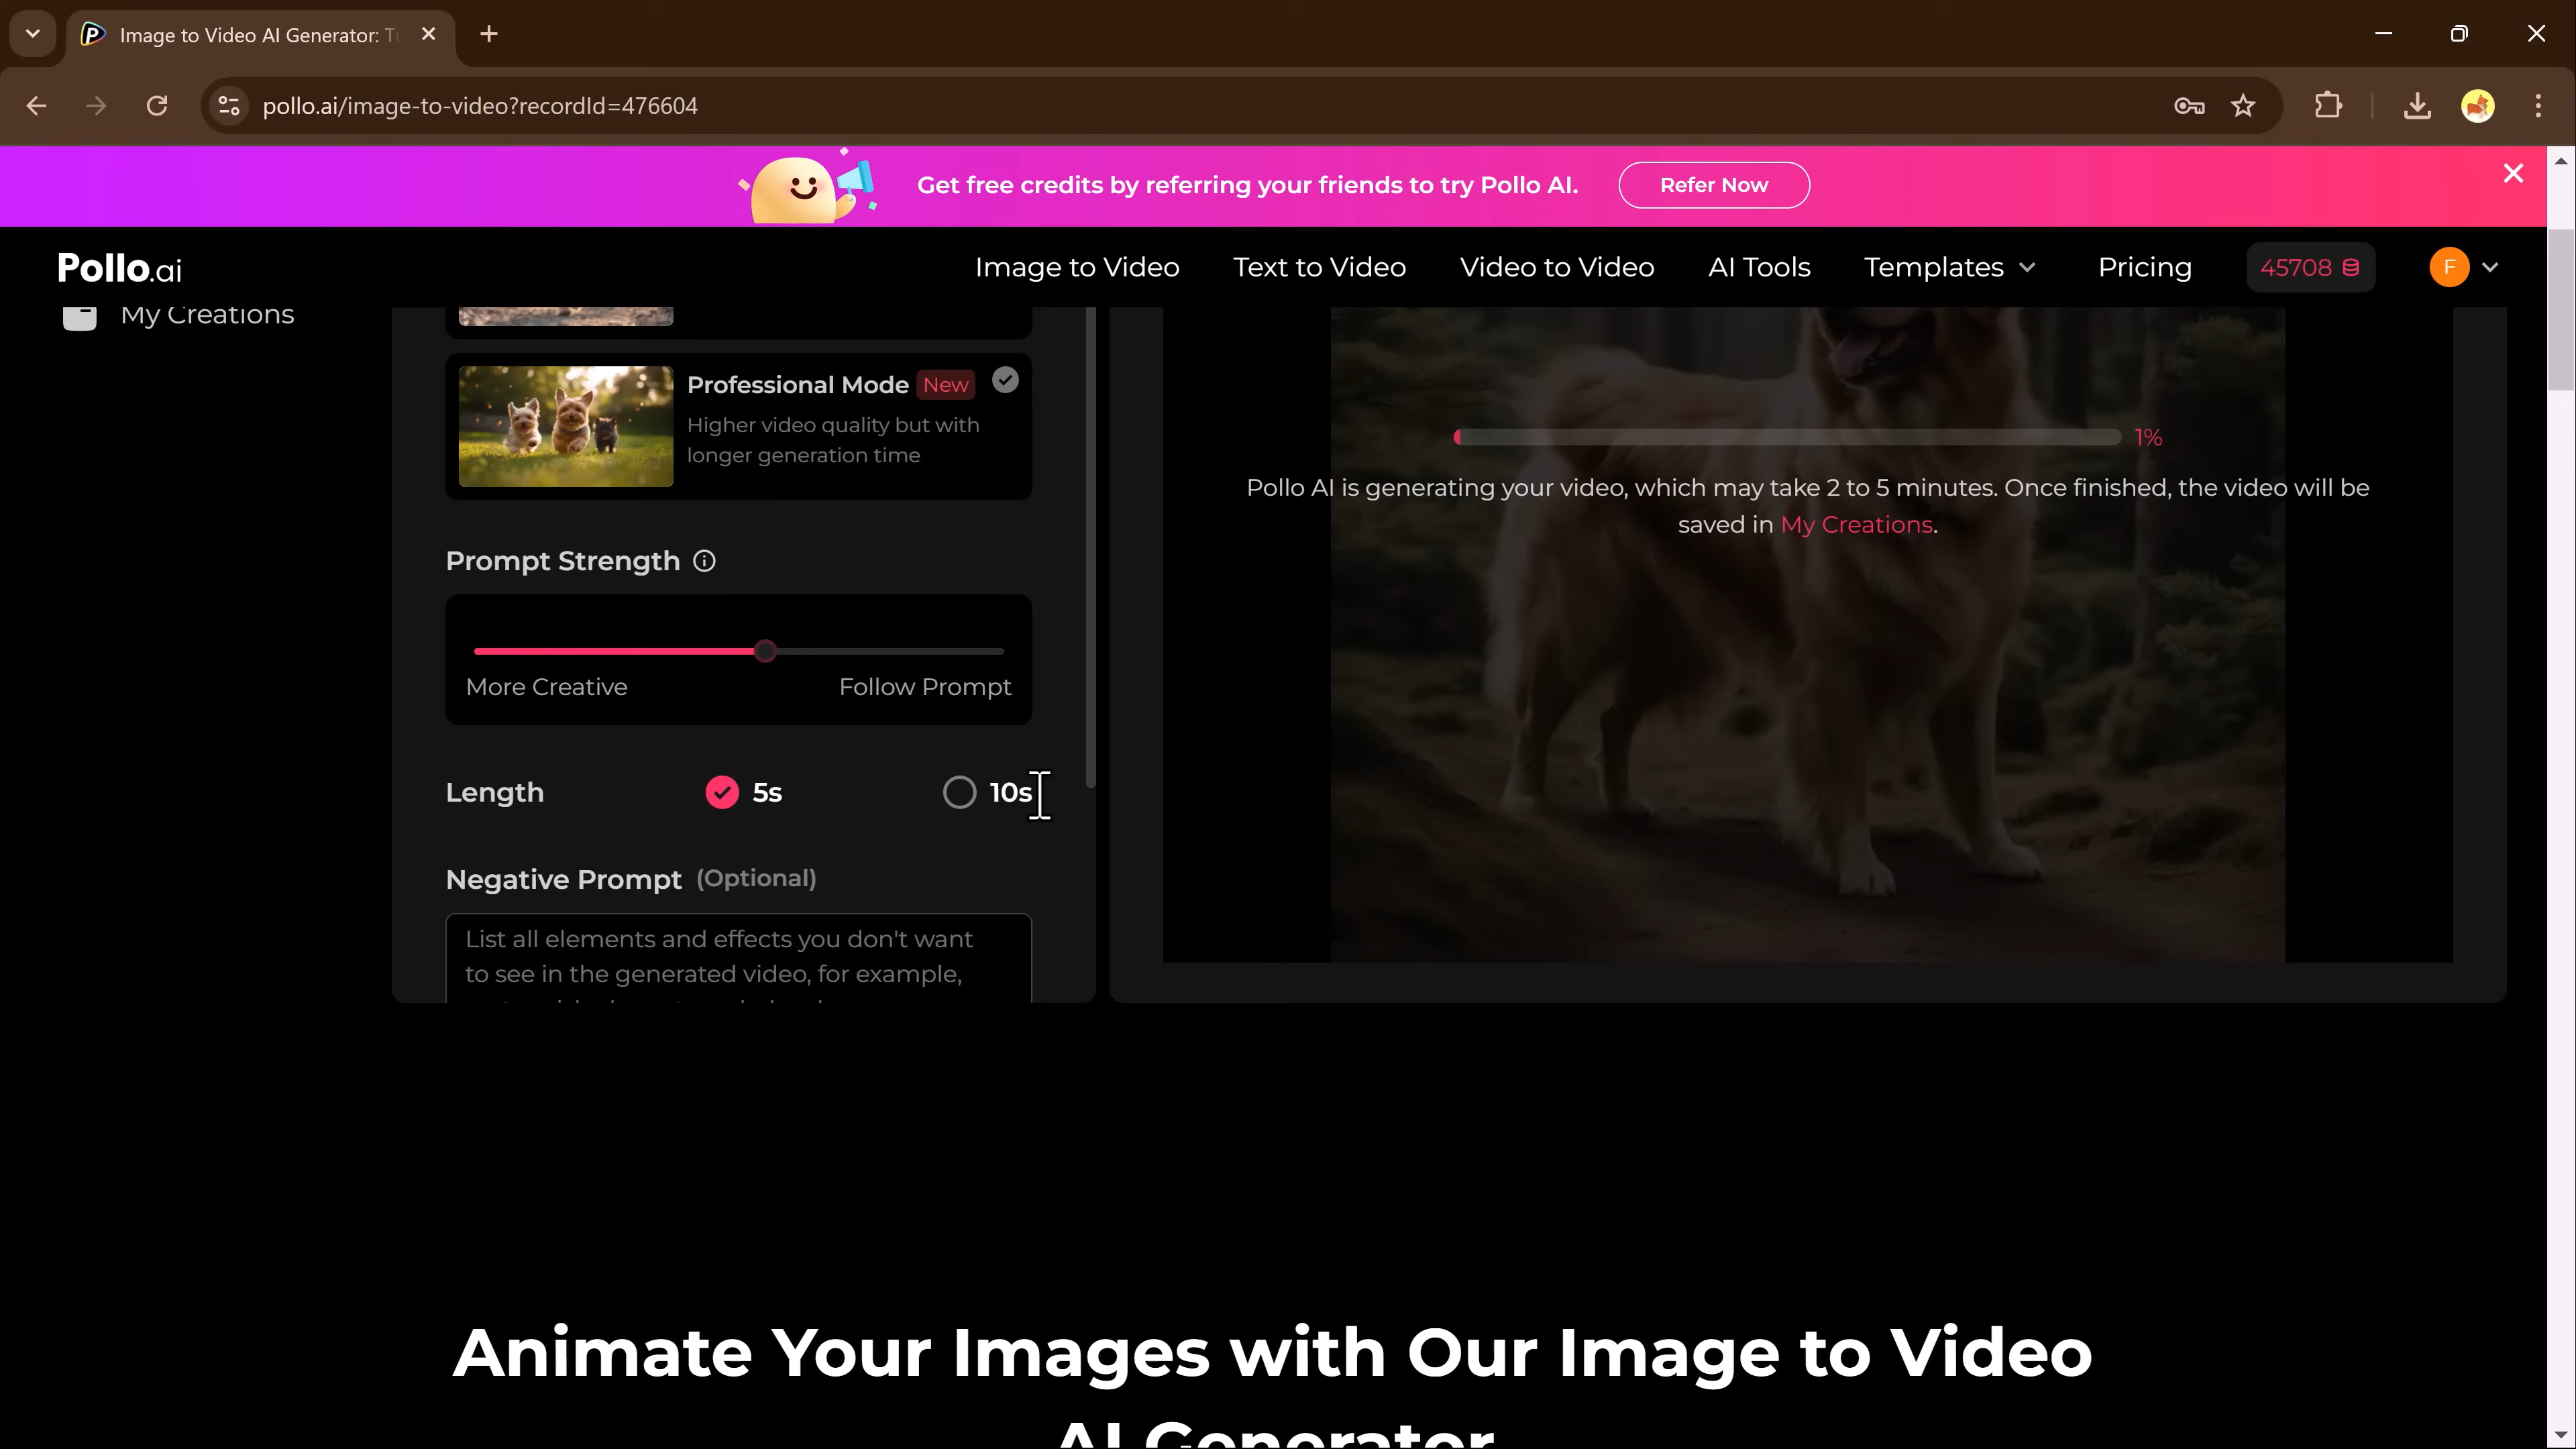 Image to Video AI Generator: Tu
pollo.ai/image-to-video?recordId=476604
Get free credits by referring your friends to try Pollo AI.
Refer Now
Pollo.ai
Image to Video
Text to Video
Video to Video
AI Tools
Templates
Pricing
45708
F
My Creations
Professional Mode New
Higher video quality but with
longer generation time
Prompt Strength
More Creative
Follow Prompt
Length
5s
10s
Negative Prompt (Optional)
List all elements and effects you don't want
to see in the generated video, for example,
1%
Pollo AI is generating your video, which may take 2 to 5 minutes. Once finished, the video will be
saved in My Creations.
Animate Your Images with Our Image to Video
AI Generator